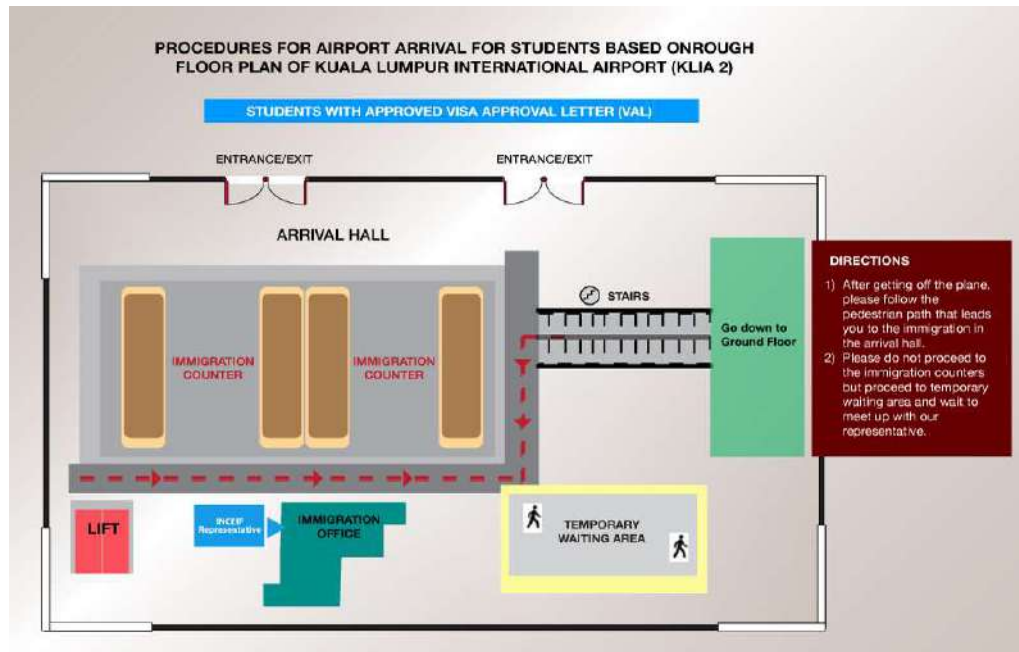 PROCEDURES FOR AIRPORT ARRIVAL FOR STUDENTS BASED ONROUGH
FLOOR PLAN OF KUALA LUMPUR INTERNATIONAL AIRPORT (KLIA 2)
STUDENTS WITH APPROVED VISA APPROVAL LETTER (VAL)
ENTRANCE/EXIT
ENTRANCE/EXIT
ARRIVAL HALL
STAIRS
IMMIGRATION
COUNTER
IMMIGRATION
COUNTER
Go down to
Ground Floor
DIRECTIONS
1) After getting off the plane,
please follow the
pedestrian path that leads
you to the immigration in
the arrival hall.
2) Please do not proceed to
the immigration counters
but proceed to temporary
waiting area and wait to
meet up with our
representative.
LIFT
INCEIF
Representative
IMMIGRATION
OFFICE
TEMPORARY
WAITING AREA